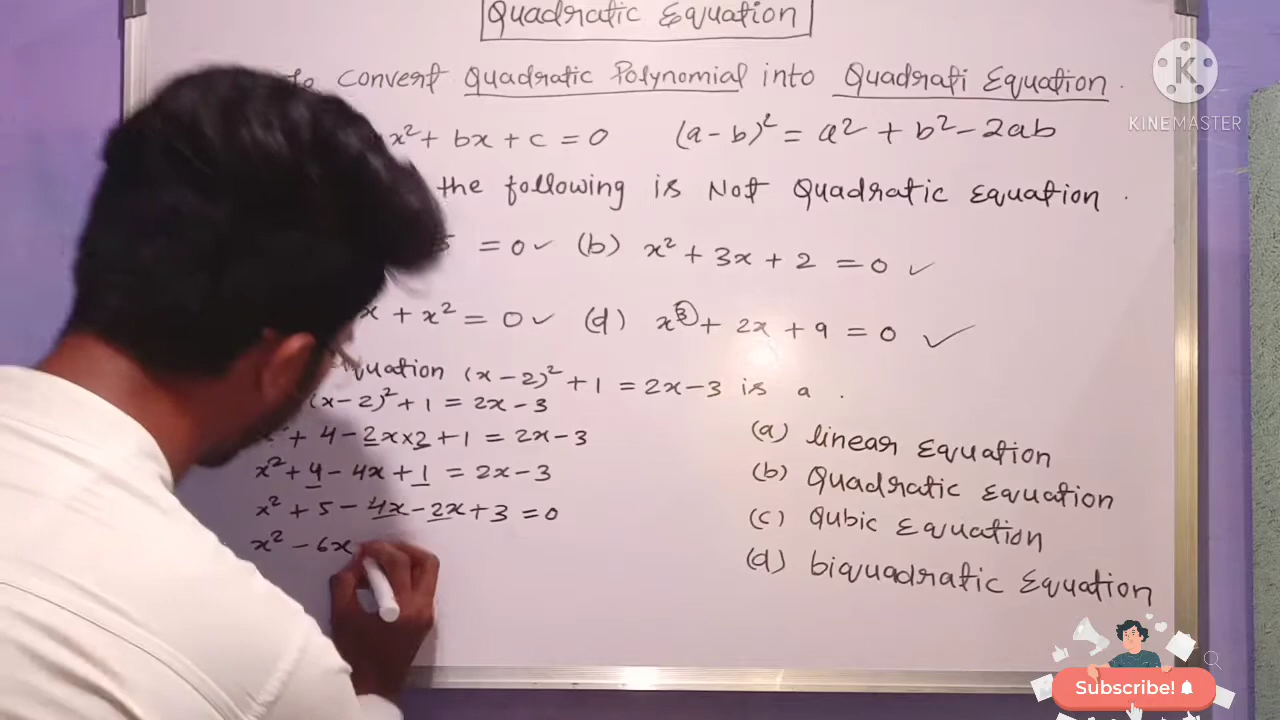 Quadratic Equation
to Convert Quadratic Polynomial into Quadrati Equation.
x² + bx + c = 0 (a - b)² = a² + b² - 2ab
the following is Not Quadratic Equation.
= 0 ✓ (b) x² + 3x + 2 = 0 ✓
x + x² = 0 ✓ (d) x³ + 2x + 9 = 0 ✓
(x-2)² + 1 = 2x-3 is a .
(x-2)² + 1 = 2x-3
+ 4 - 2x×2 + 1 = 2x-3
x² + 4 - 4x + 1 = 2x-3
x² + 5 - 4x - 2x + 3 = 0
x² - 6x
(a) linear Equation
(b) Quadratic Equation
(c) Qubic Equation
(d) biquadratic Equation
K
KINEMASTER
Subscribe!